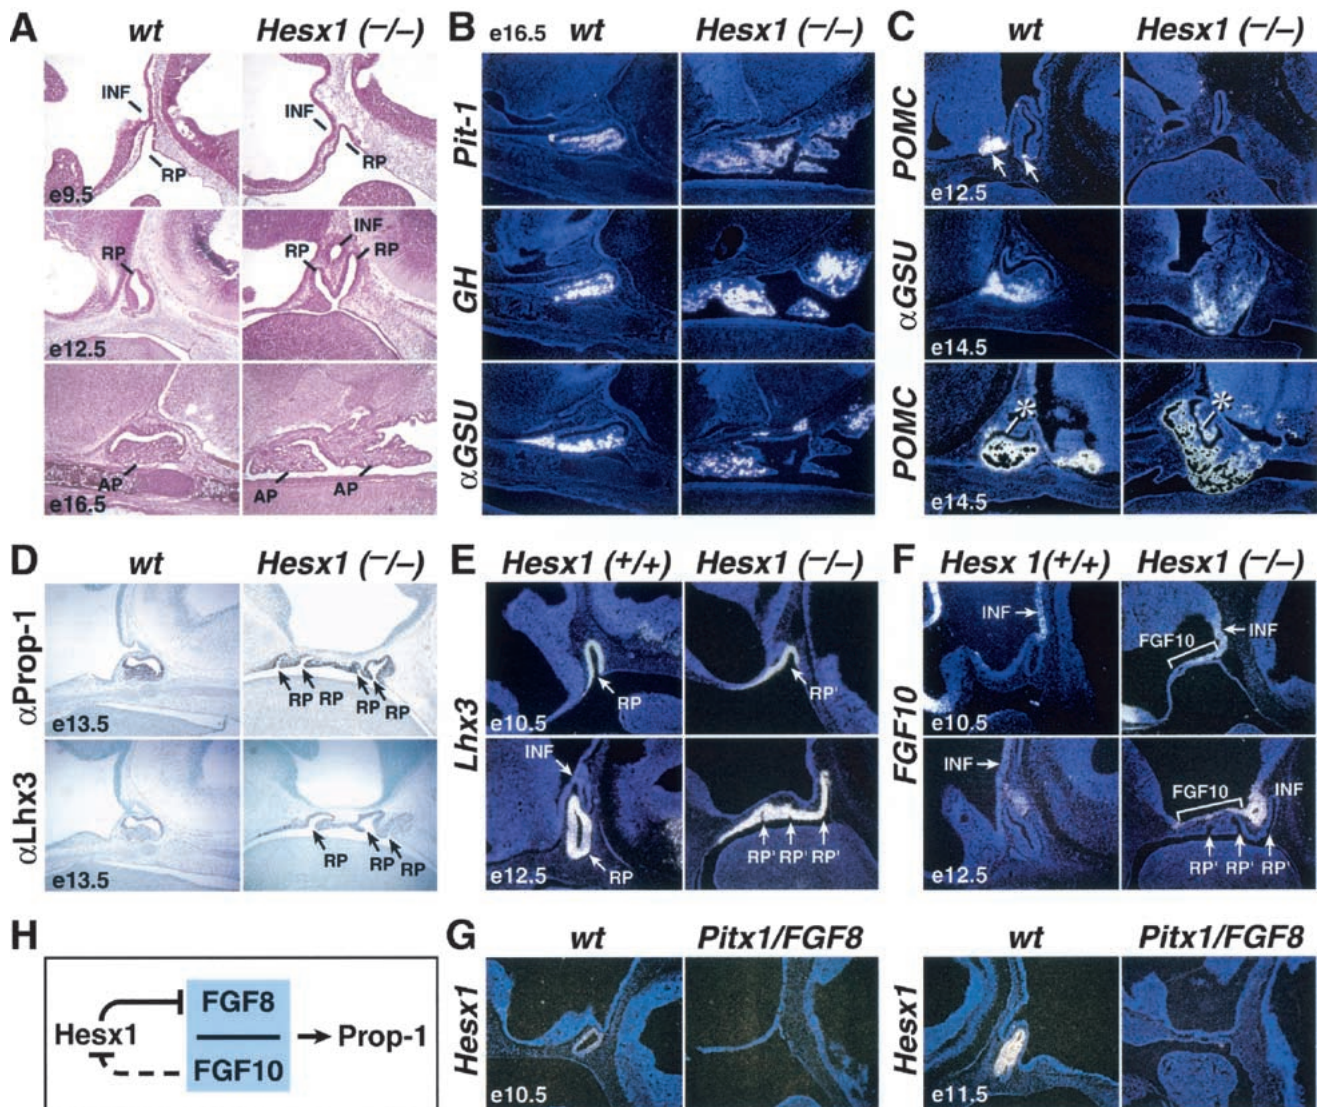 A
wt
Hesx1 (−/−)
INF
RP
e9.5
INF
RP
RP
e12.5
RP
INF
RP
AP
e16.5
AP
AP
B
e16.5
wt
Hesx1 (−/−)
Pit-1
GH
αGSU
C
wt
Hesx1 (−/−)
POMC
e12.5
αGSU
e14.5
POMC
*
e14.5
*
D
wt
Hesx1 (−/−)
αProp-1
e13.5
RP
RP
RP
RP
αLhx3
e13.5
RP
RP
RP
E
Hesx1 (+/+)
Hesx1 (−/−)
Lhx3
RP
e10.5
RP'
INF
e12.5
RP
RP'
RP'
RP'
F
Hesx 1(+/+)
Hesx1 (−/−)
FGF10
INF
e10.5
FGF10
INF
INF
e12.5
FGF10
INF
RP'
RP'
RP'
H
Hesx1
FGF8
FGF10
Prop-1
G
wt
Pitx1/FGF8
wt
Pitx1/FGF8
Hesx1
e10.5
Hesx1
e11.5